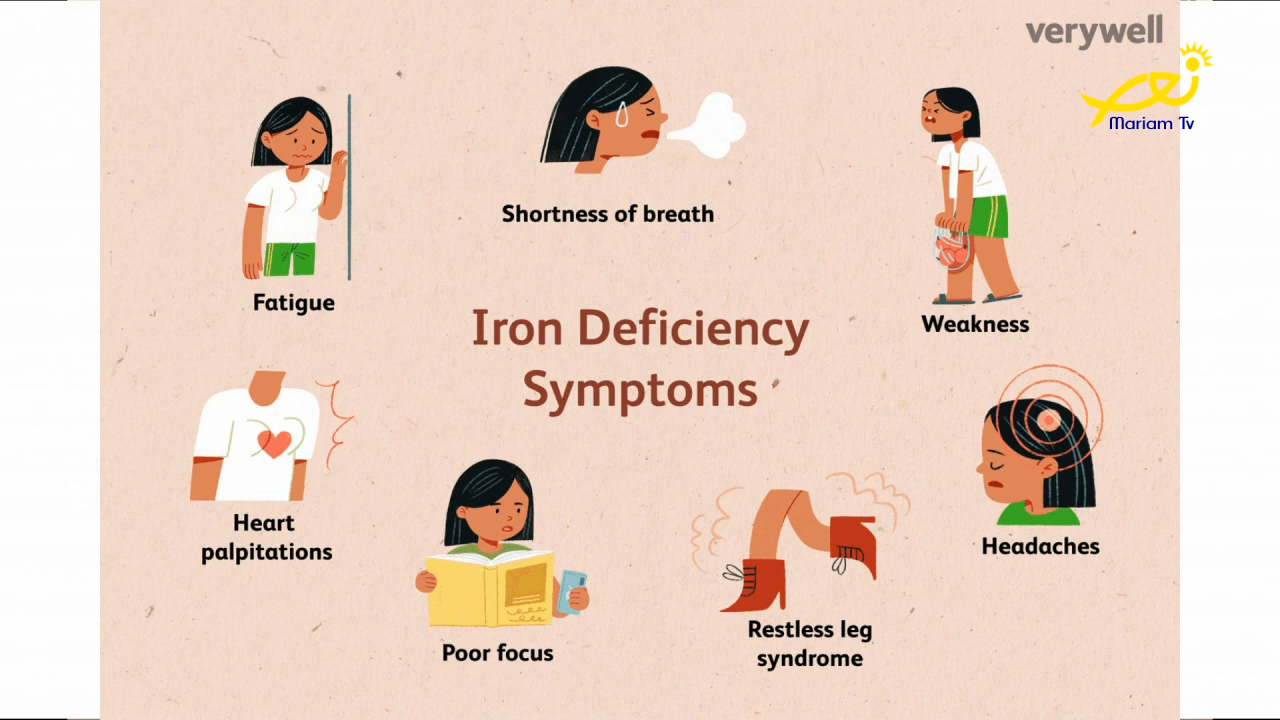 verywell
Mariam Tv
Shortness of breath
Fatigue
Weakness
Iron Deficiency
Symptoms
Heart
palpitations
Headaches
Poor focus
Restless leg
syndrome